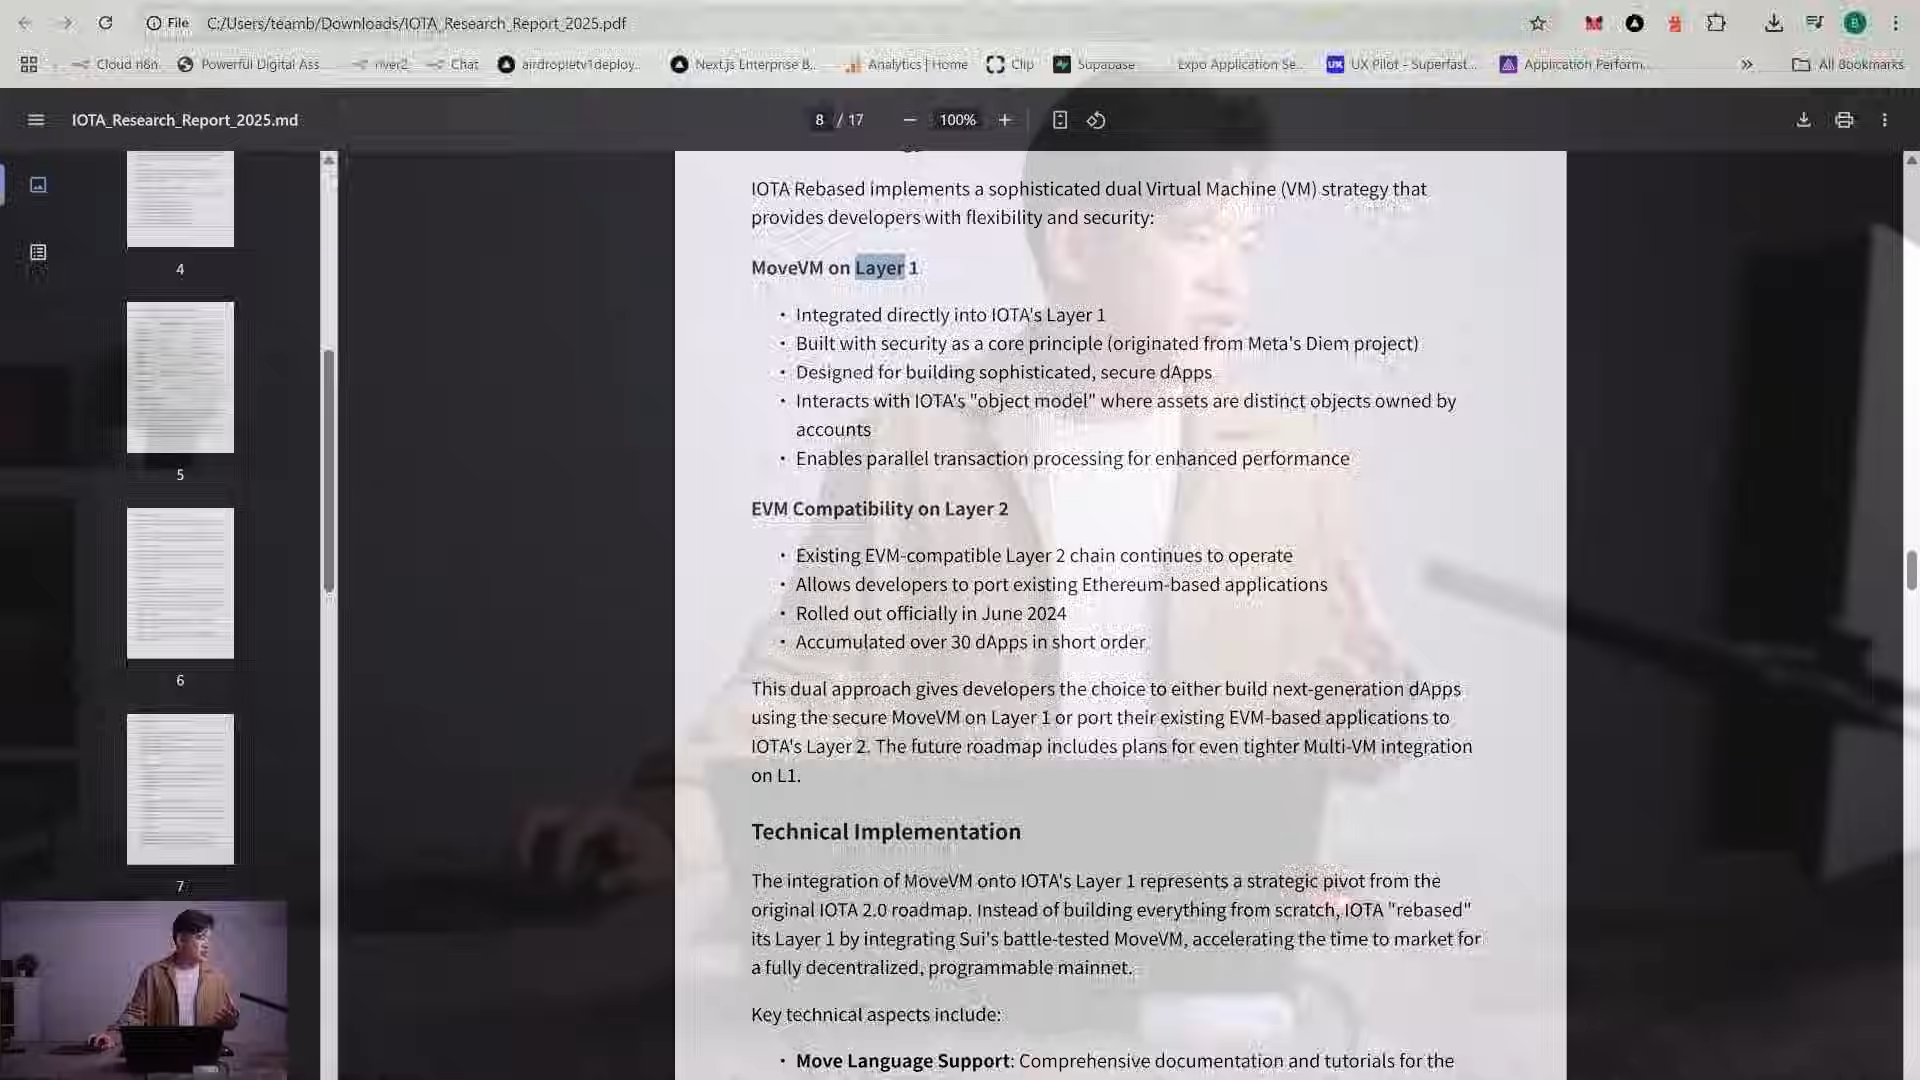 File C:/Users/teamb/Downloads/IOTA_Research_Report_2025.pdf
B
Cloud n8n
Powerful Digital Ass...
river2
Chat
airdropletv1deploy...
Next.js Enterprise B...
Analytics | Home
Clip
Supabase
Expo Application Se...
UX UX Pilot - Superfast...
Application Perform...
»
All Bookmarks
IOTA_Research_Report_2025.md
8 / 17
100%
4
5
6
7
IOTA Rebased implements a sophisticated dual Virtual Machine (VM) strategy that
provides developers with flexibility and security:
MoveVM on Layer 1
• Integrated directly into IOTA's Layer 1
• Built with security as a core principle (originated from Meta's Diem project)
• Designed for building sophisticated, secure dApps
• Interacts with IOTA's "object model" where assets are distinct objects owned by
accounts
• Enables parallel transaction processing for enhanced performance
EVM Compatibility on Layer 2
• Existing EVM-compatible Layer 2 chain continues to operate
• Allows developers to port existing Ethereum-based applications
• Rolled out officially in June 2024
• Accumulated over 30 dApps in short order
This dual approach gives developers the choice to either build next-generation dApps
using the secure MoveVM on Layer 1 or port their existing EVM-based applications to
IOTA's Layer 2. The future roadmap includes plans for even tighter Multi-VM integration
on L1.
Technical Implementation
The integration of MoveVM onto IOTA's Layer 1 represents a strategic pivot from the
original IOTA 2.0 roadmap. Instead of building everything from scratch, IOTA "rebased"
its Layer 1 by integrating Sui's battle-tested MoveVM, accelerating the time to market for
a fully decentralized, programmable mainnet.
Key technical aspects include:
• Move Language Support: Comprehensive documentation and tutorials for the